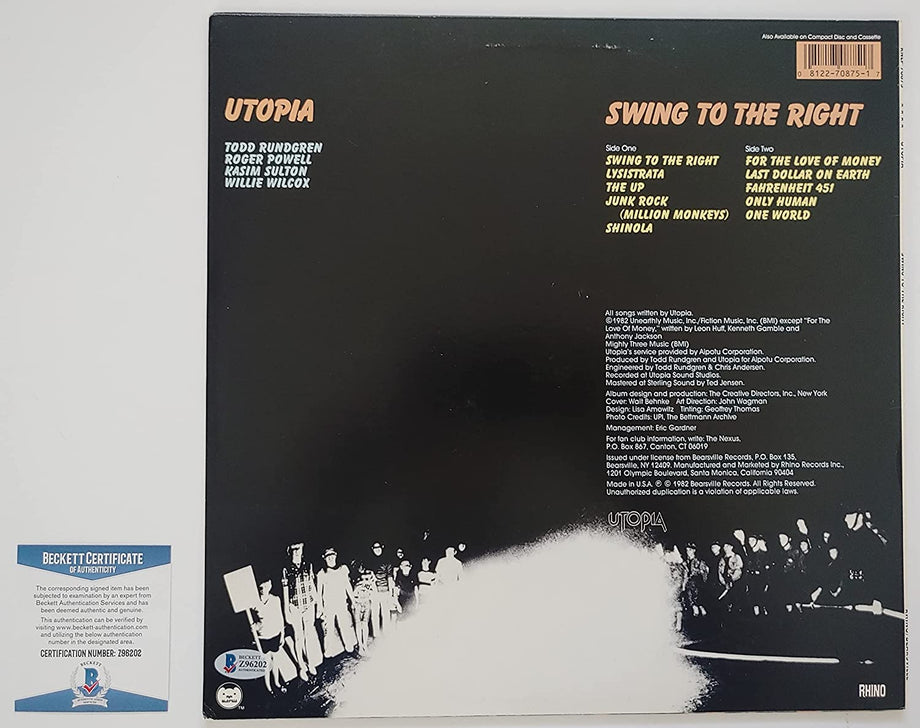 Also Available on Compact Disc and Cassette
0 8122-70875-1 7
UTOPIA
TODD RUNDGREN
ROGER POWELL
KASIM SULTON
WILLIE WILCOX
SWING TO THE RIGHT
Side One
SWING TO THE RIGHT
LYSISTRATA
THE UP
JUNK ROCK
(MILLION MONKEYS)
SHINOLA
Side Two
FOR THE LOVE OF MONEY
LAST DOLLAR ON EARTH
FAHRENHEIT 451
ONLY HUMAN
ONE WORLD
All songs written by Utopia.
©1982 Unearthly Music, Inc./Fiction Music, Inc. (BMI) except "For The
Love Of Money," written by Leon Huff, Kenneth Gamble and
Anthony Jackson
Mighty Three Music (BMI)
Utopia's service provided by Alpotu Corporation.
Produced by Todd Rundgren and Utopia for Alpotu Corporation.
Engineered by Todd Rundgren & Chris Andersen.
Recorded at Utopia Sound Studios.
Mastered at Sterling Sound by Ted Jensen.
Album design and production: The Creative Directors, Inc., New York
Cover: Walt Behnke Art Direction: John Wagman
Design: Lisa Amowitz Tinting: Geoffrey Thomas
Photo Credits: UPI, The Bettmann Archive
Management: Eric Gardner
For fan club information, write: The Nexus,
P.O. Box 867, Canton, CT 06019
Issued under license from Bearsville Records, P.O. Box 135,
Bearsville, NY 12409. Manufactured and Marketed by Rhino Records Inc.,
1201 Olympic Boulevard, Santa Monica, California 90404
Made in U.S.A. ℗ © 1982 Bearsville Records. All Rights Reserved.
Unauthorized duplication is a violation of applicable laws.
UTOPIA
BECKETT CERTIFICATE
OF AUTHENTICITY
The corresponding signed item has been
subjected to examination by an expert from
Beckett Authentication Services and has
been deemed authentic and genuine.
This authentication can be verified by
visiting www.beckett-authentication.com
and utilizing the below authentication
number in the designated area.
CERTIFICATION NUMBER: Z96202
BECKETT
B
BECKETT
Z96202
AUTHENTICATED
TM
RHINO